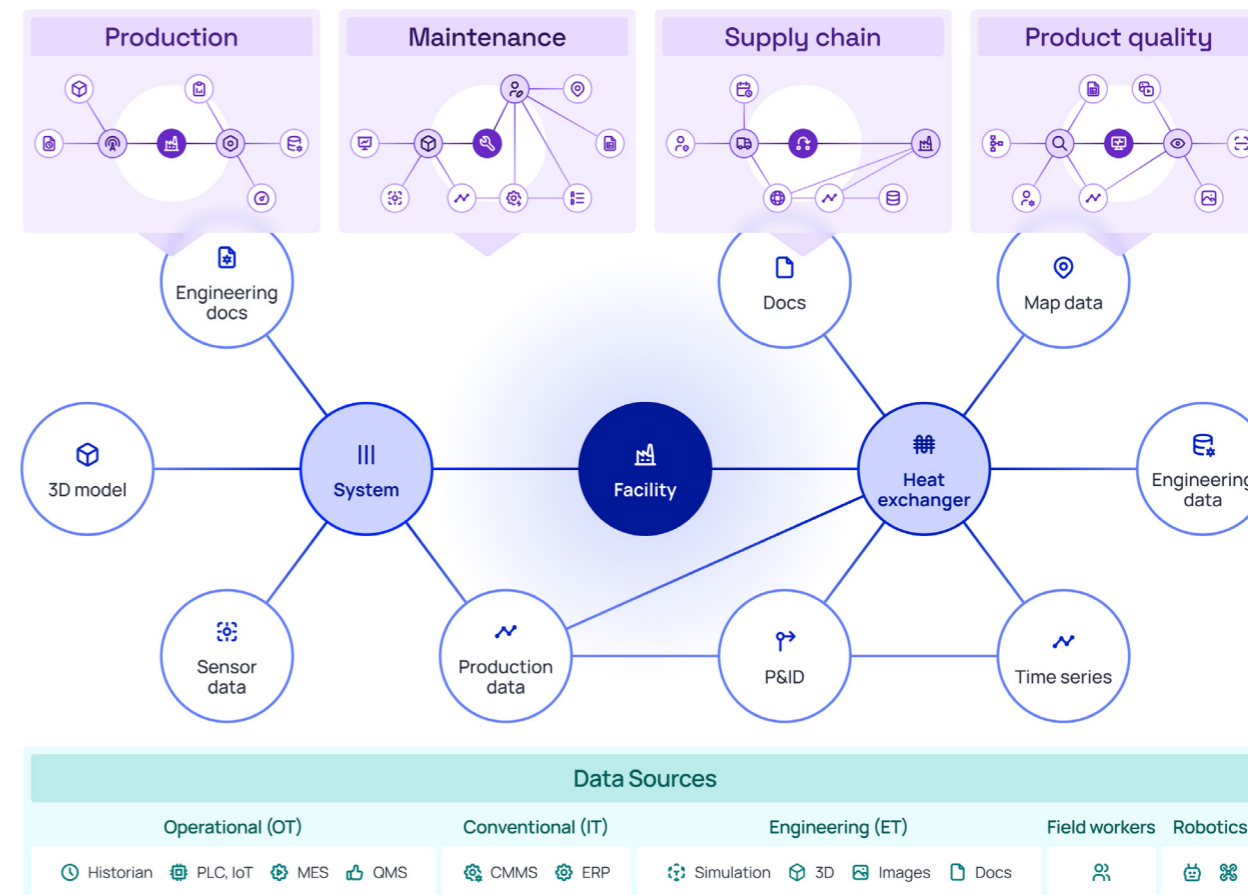 Production
Maintenance
Supply chain
Product quality
Engineering
docs
Docs
Map data
3D model
System
Facility
Heat
exchanger
Engineering
data
Sensor
data
Production
data
P&ID
Time series
Data Sources
Operational (OT)
Conventional (IT)
Engineering (ET)
Field workers
Robotics
Historian
PLC, IoT
MES
QMS
CMMS
ERP
Simulation
3D
Images
Docs